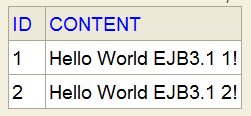 ID CONTENT
1 Hello World EJB3.1 1!
2 Hello World EJB3.1 2!